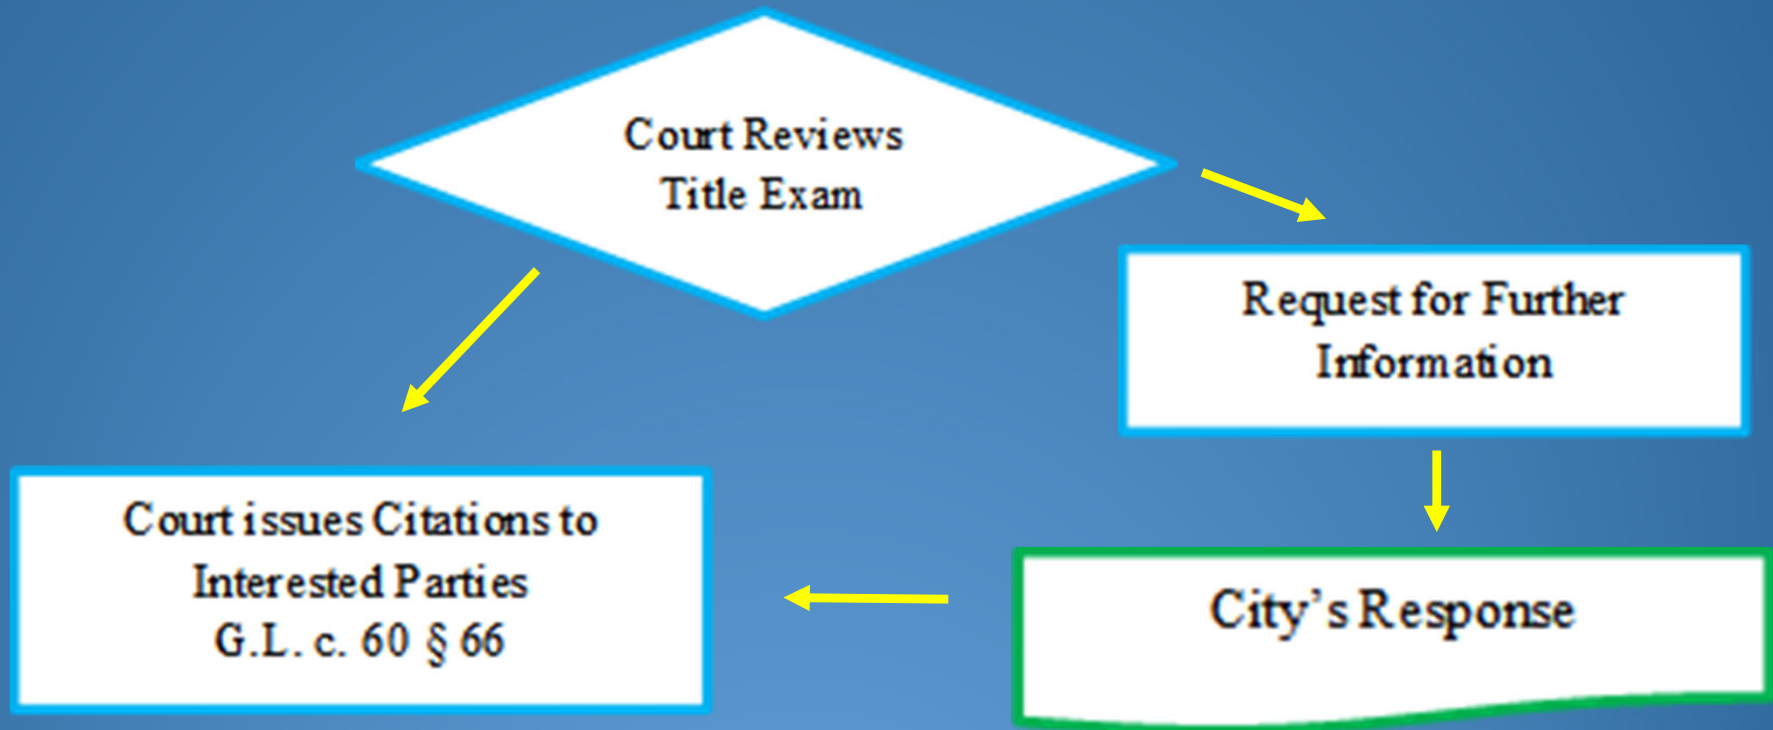 Court Reviews
Title Exam
Request for Further
Information
Court issues Citations to
Interested Parties
G.L. c. 60 § 66
City’s Response